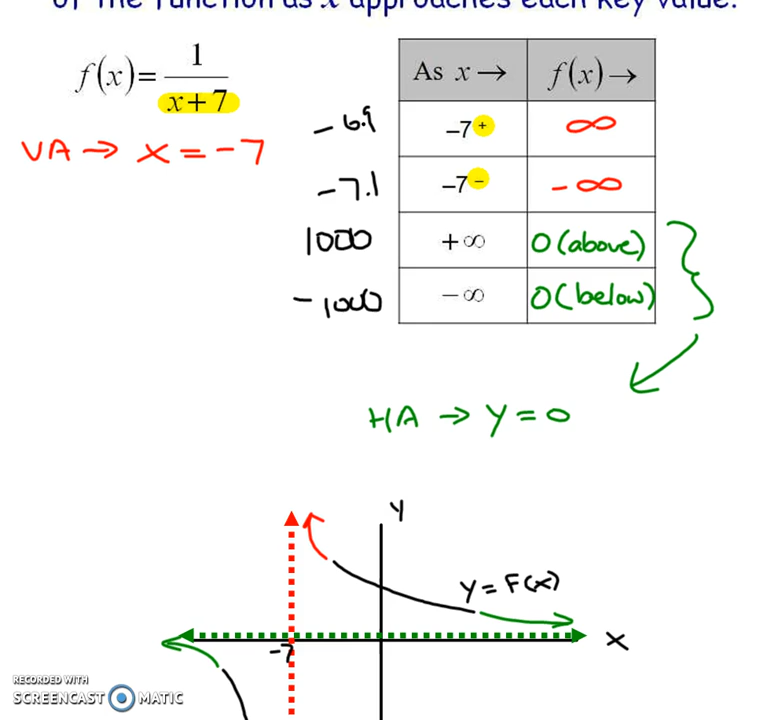 of the function as x approaches each key value.
f(x)= 1 / x+7
VA → x = -7
As x → f(x) →
-6.9 -7⁺ ∞
-7.1 -7⁻ -∞
1000 +∞ 0(above)
-1000 -∞ 0(below)
HA → y = 0
Y
y = F(x)
X
-7
RECORDED WITH
SCREENCAST MATIC